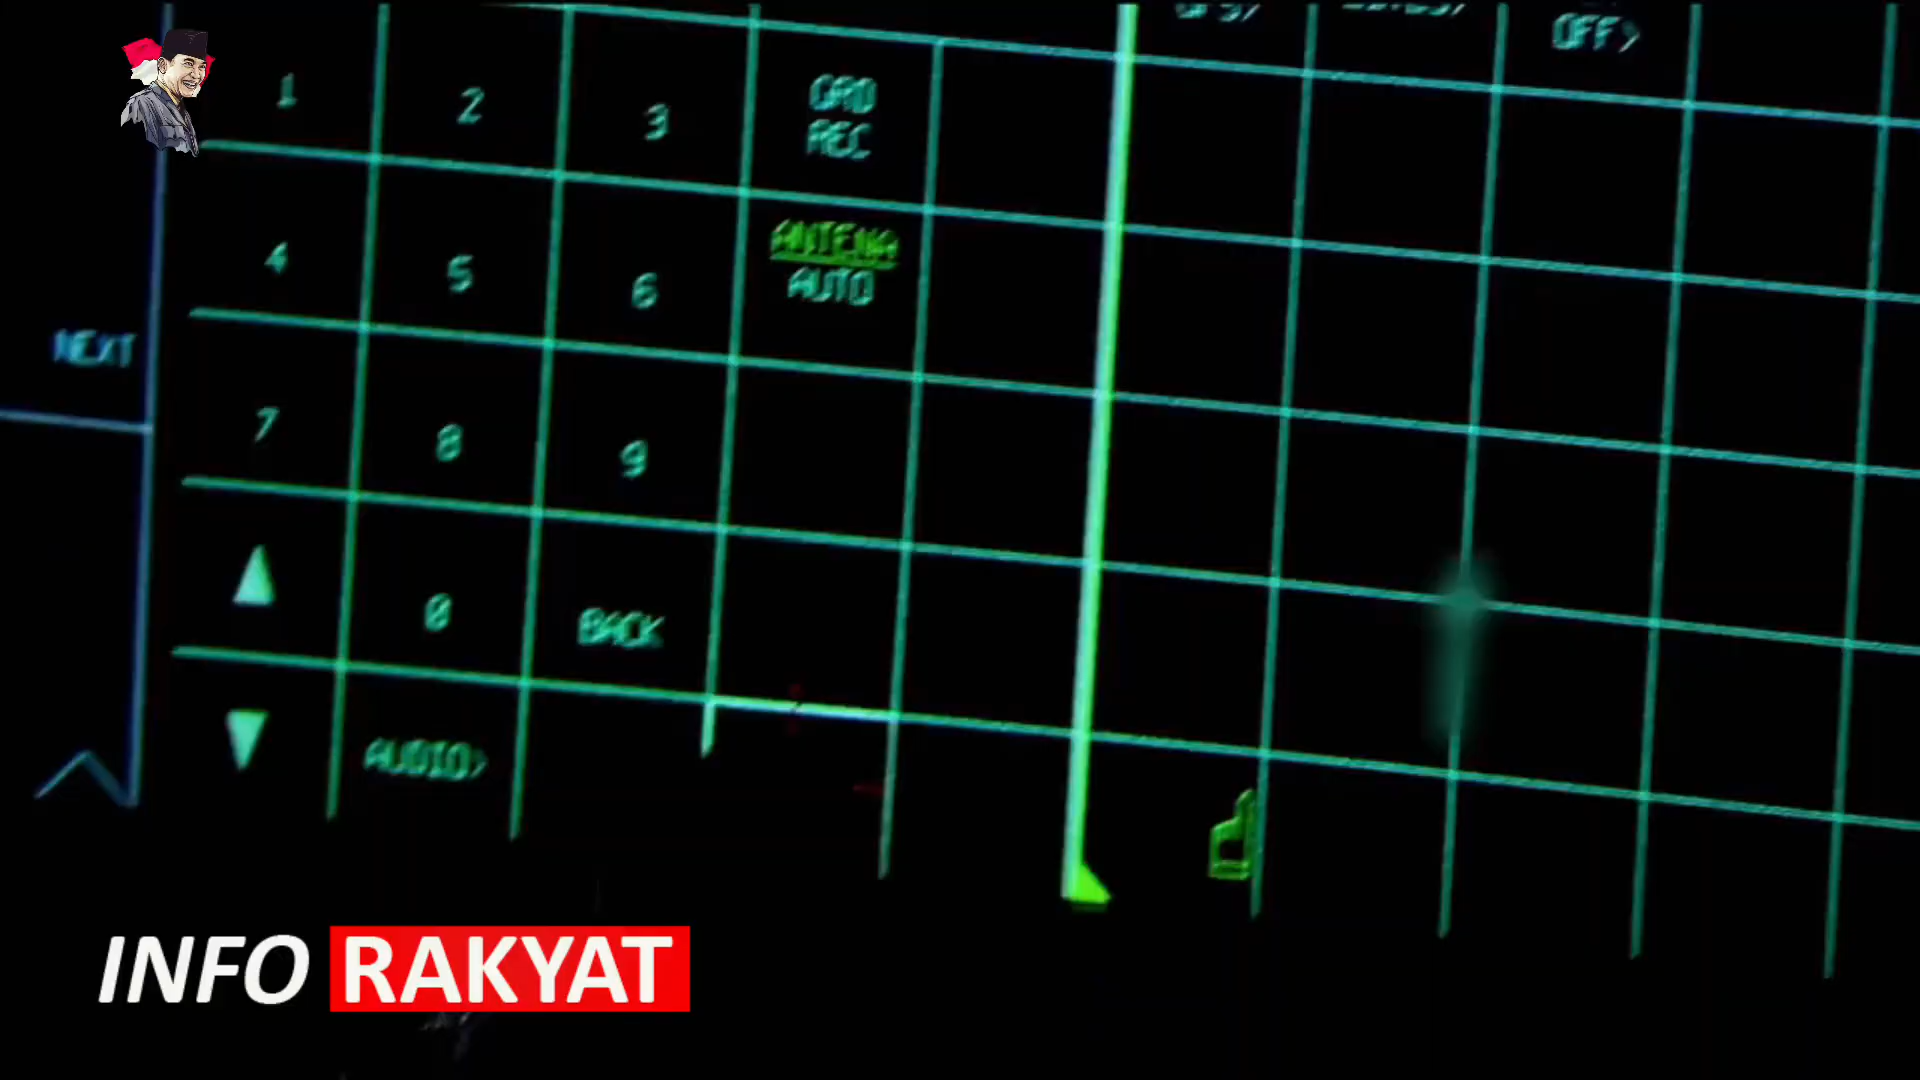 OFF>
1
2
3
GRD
REC
4
5
6
ANTENA
AUTO
NEXT
7
8
9
0
BACK
AUDIO>
INFO RAKYAT